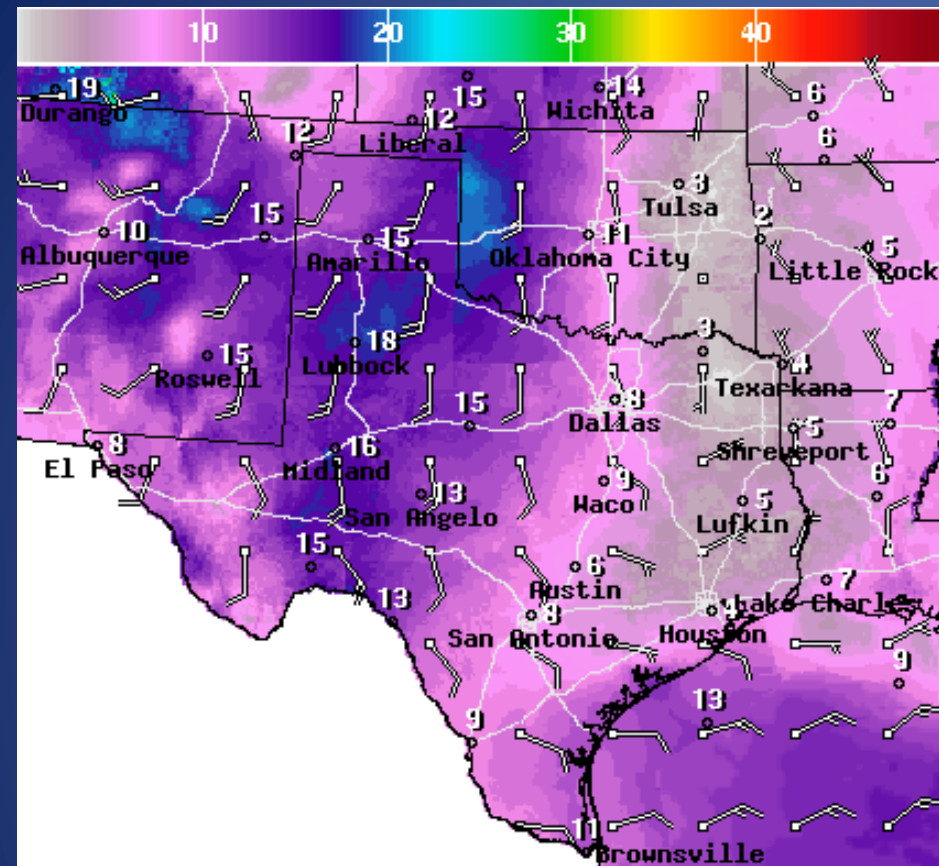 10 20 30 40
19 15 14 6
Durango Wichita
12 12 6
Liberal
3
Tulsa
10 15 15 11 2 5
Albuquerque Amarillo Oklahoma City Little Rock
15 18 3 4
Roswell Lubbock Texarkana
15 8 5 7
Dallas Shreveport
8 16
El Paso Midland
13 9 5 6
San Angelo Waco Lufkin
15 6 7
Austin Lake Charles
13 8 4
San Antonio Houston
9
9 13
11
Brownsville